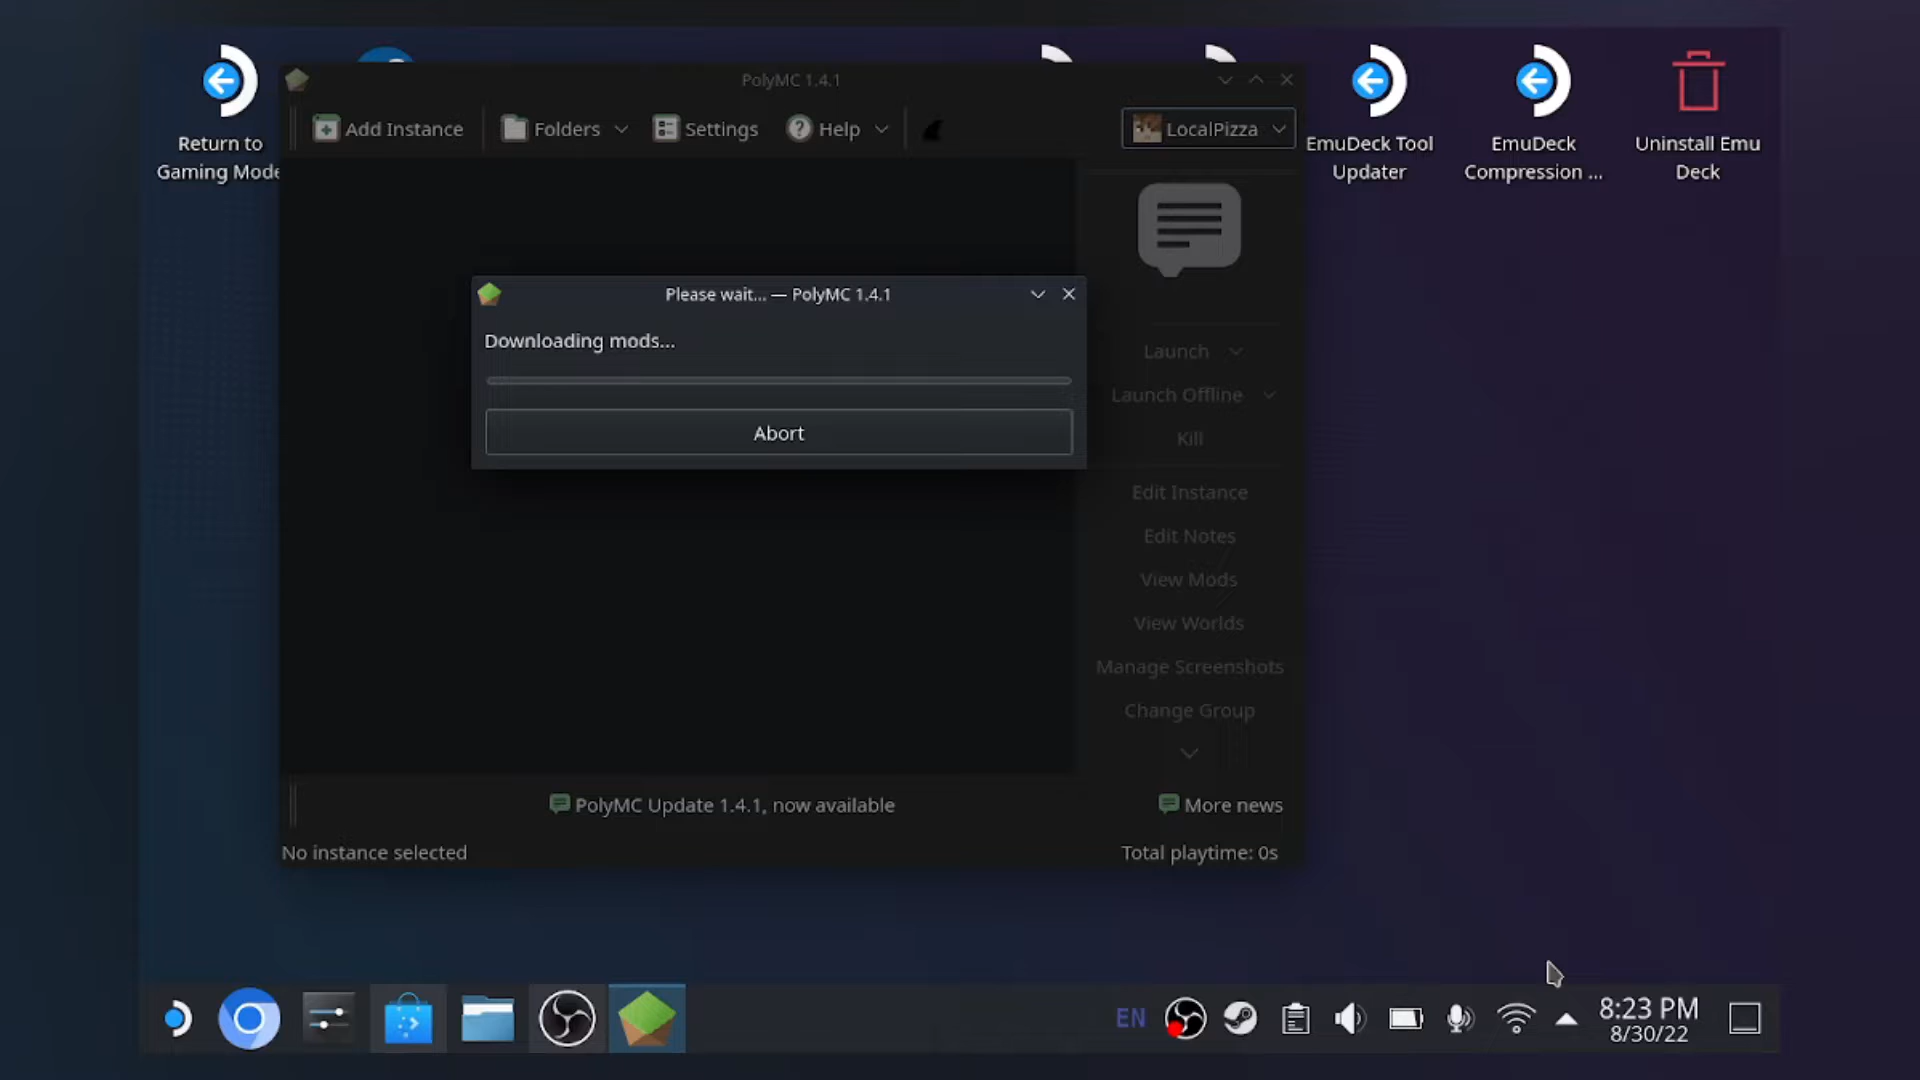 Return to
Gaming Mode
PolyMC 1.4.1
Add Instance
Folders
Settings
Help
LocalPizza
EmuDeck Tool
Updater
EmuDeck
Compression ...
Uninstall Emu
Deck
Please wait... — PolyMC 1.4.1
Downloading mods...
Abort
Launch
Launch Offline
Kill
Edit Instance
Edit Notes
View Mods
View Worlds
Manage Screenshots
Change Group
PolyMC Update 1.4.1, now available
More news
No instance selected
Total playtime: 0s
EN
8:23 PM
8/30/22